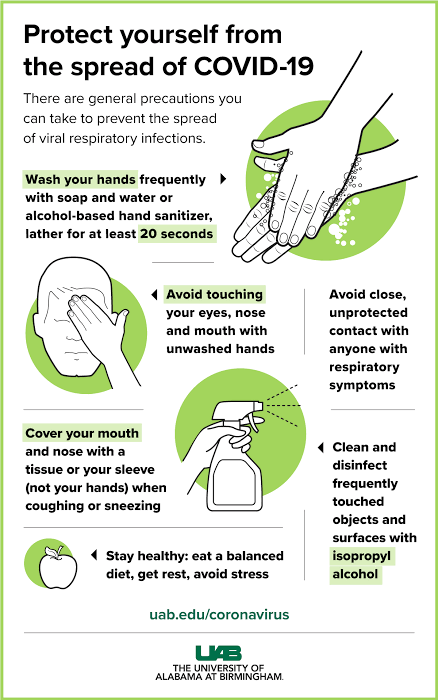 Protect yourself from
the spread of COVID-19
There are general precautions you
can take to prevent the spread
of viral respiratory infections.
Wash your hands frequently
with soap and water or
alcohol-based hand sanitizer,
lather for at least 20 seconds
Avoid touching
your eyes, nose
and mouth with
unwashed hands
Avoid close,
unprotected
contact with
anyone with
respiratory
symptoms
Cover your mouth
and nose with a
tissue or your sleeve
(not your hands) when
coughing or sneezing
Clean and
disinfect
frequently
touched
objects and
surfaces with
isopropyl
alcohol
Stay healthy: eat a balanced
diet, get rest, avoid stress
uab.edu/coronavirus
UAB
THE UNIVERSITY OF
ALABAMA AT BIRMINGHAM.